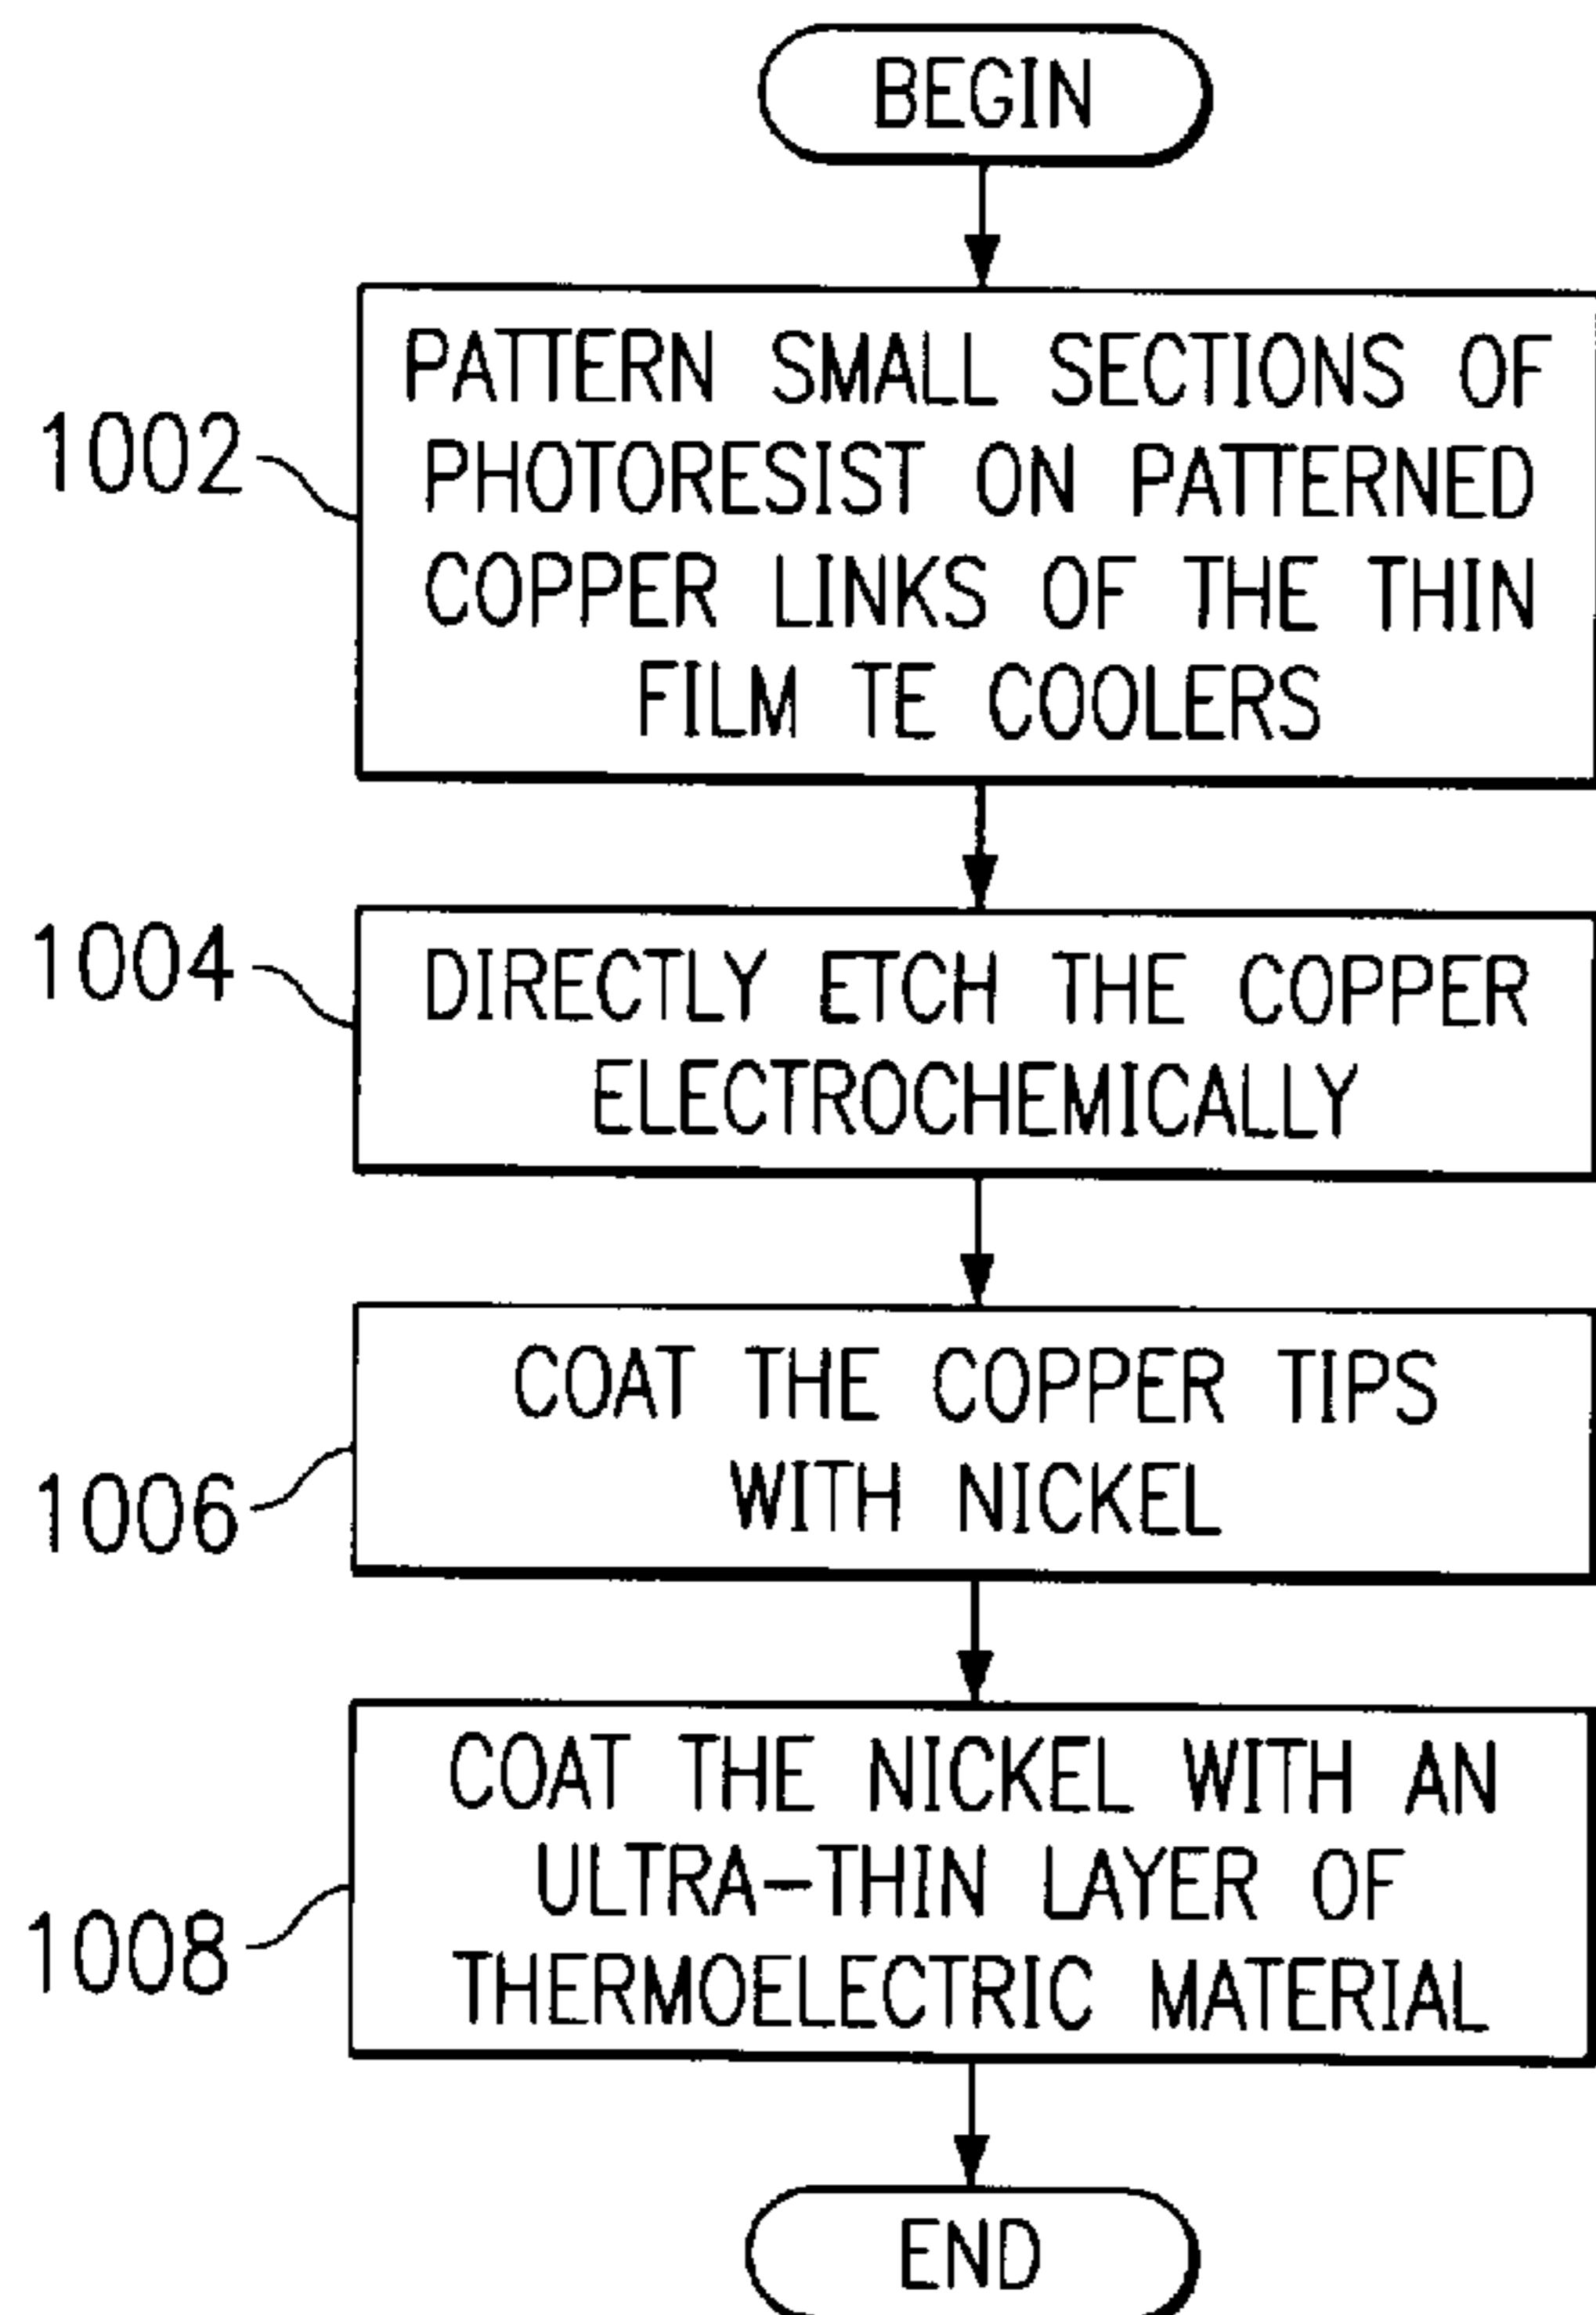 BEGIN
1002
PATTERN SMALL SECTIONS OF
PHOTORESIST ON PATTERNED
COPPER LINKS OF THE THIN
FILM TE COOLERS
1004
DIRECTLY ETCH THE COPPER
ELECTROCHEMICALLY
1006
COAT THE COPPER TIPS
WITH NICKEL
1008
COAT THE NICKEL WITH AN
ULTRA-THIN LAYER OF
THERMOELECTRIC MATERIAL
END